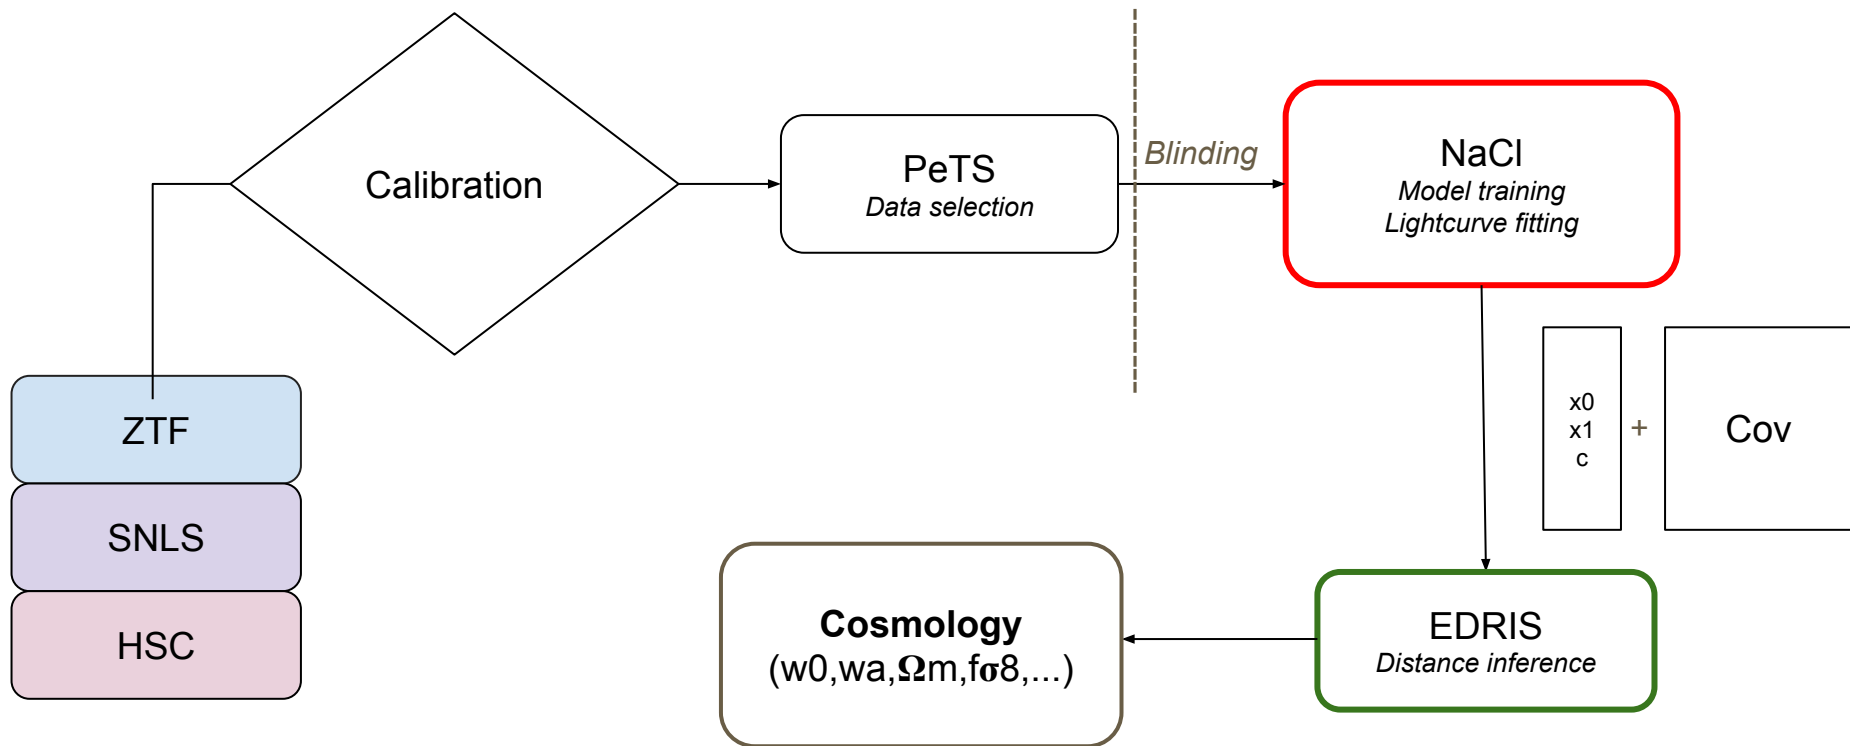 Calibration
PeTS
Data selection
Blinding
NaCl
Model training
Lightcurve fitting
ZTF
SNLS
HSC
x0
x1
c
+
Cov
EDRIS
Distance inference
Cosmology
(w0,wa,Ωm,fσ8,...)